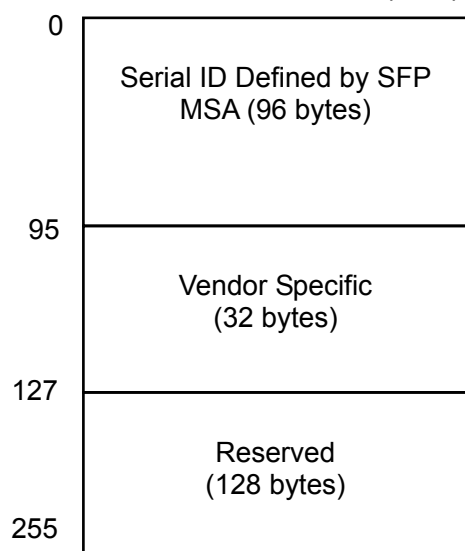 0
Serial ID Defined by SFP
MSA (96 bytes)
95
Vendor Specific
(32 bytes)
127
Reserved
(128 bytes)
255